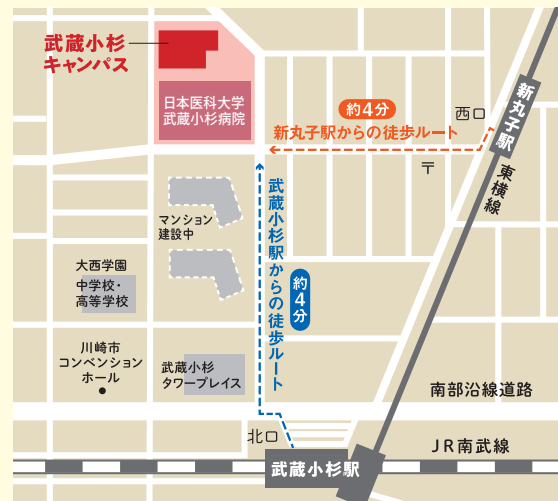 武蔵小杉
キャンパス
日本医科大学
武蔵小杉病院
約4分
新丸子駅からの徒歩ルート
西口
新丸子駅
東横線
〒
マンション
建設中
武蔵小杉駅からの徒歩ルート
約4分
大西学園
中学校・
高等学校
川崎市
コンベンション
ホール
武蔵小杉
タワープレイス
南部沿線道路
北口
JR南武線
武蔵小杉駅